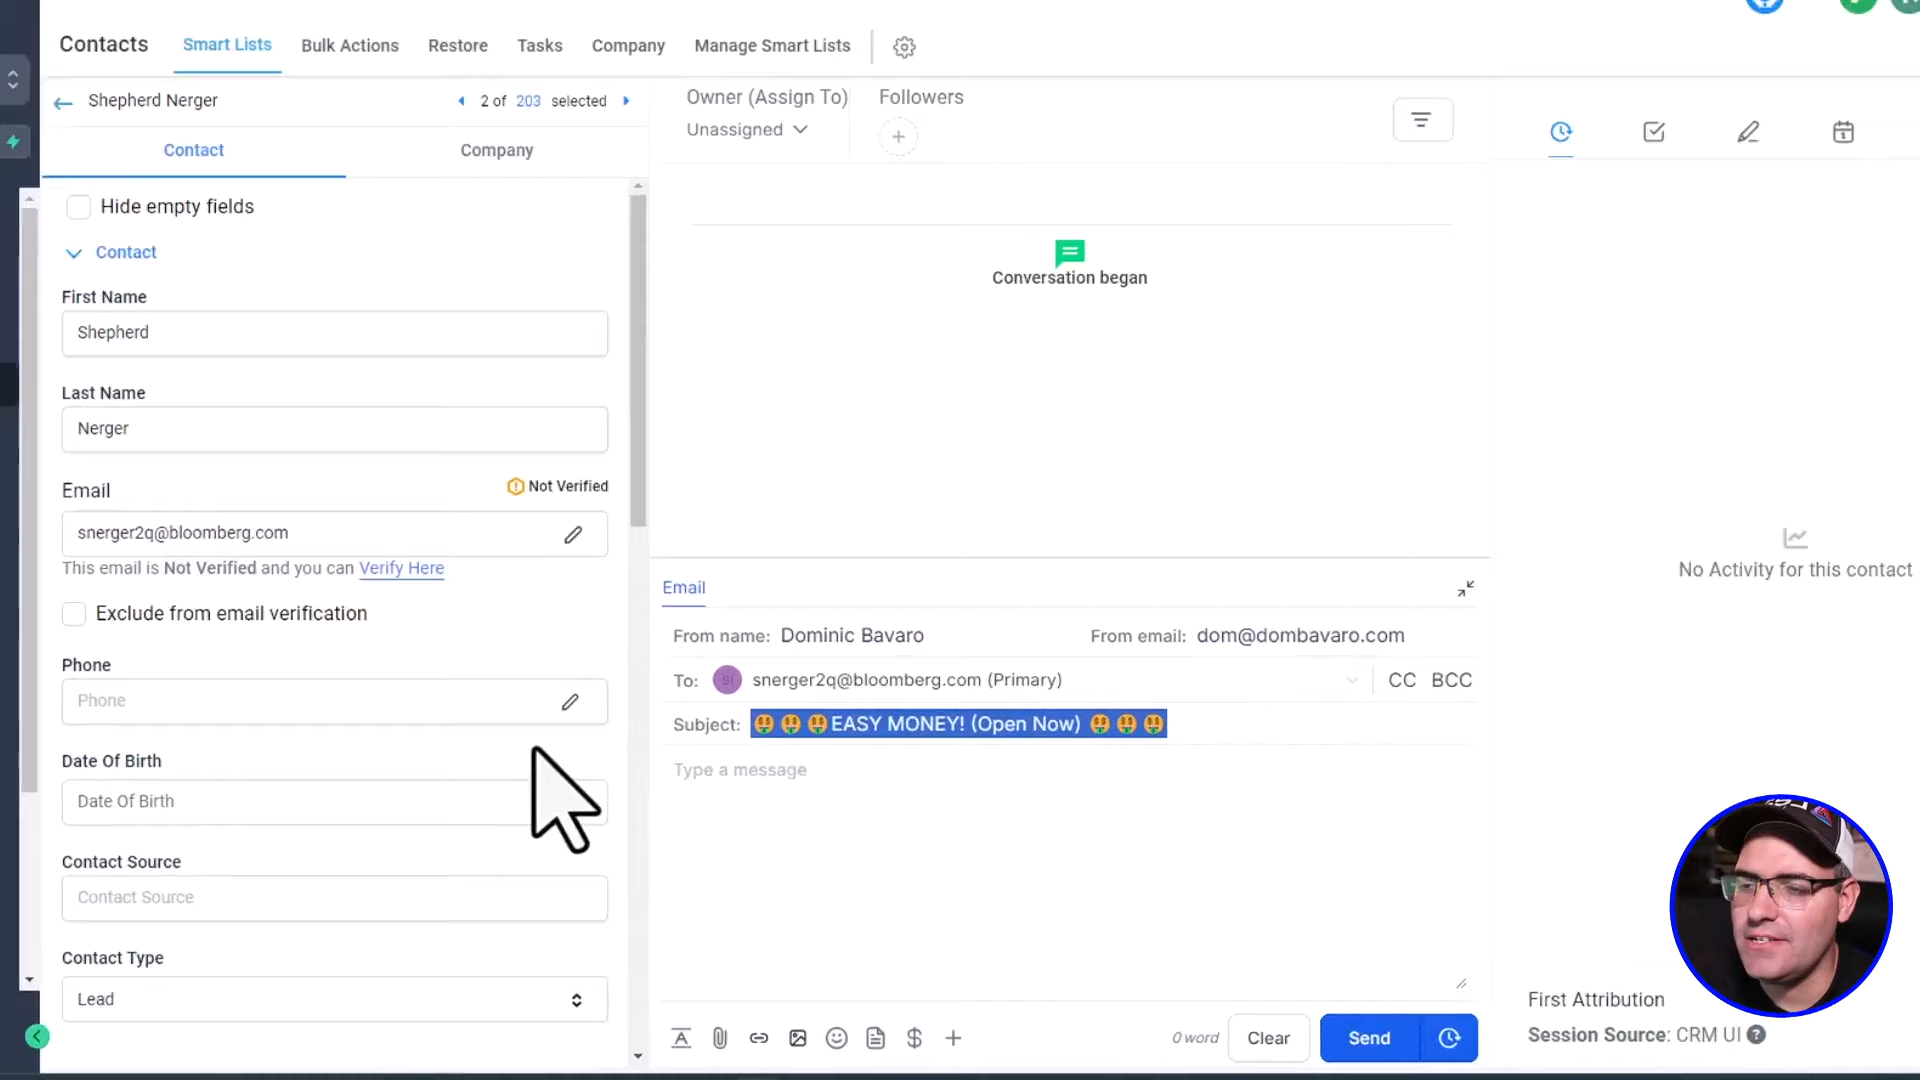 Contacts
Smart Lists
Bulk Actions
Restore
Tasks
Company
Manage Smart Lists
Shepherd Nerger
2 of 203 selected
Contact
Company
Hide empty fields
Contact
First Name
Shepherd
Last Name
Nerger
Email
Not Verified
snerger2q@bloomberg.com
This email is Not Verified and you can Verify Here
Exclude from email verification
Phone
Phone
Date Of Birth
Date Of Birth
Contact Source
Contact Source
Contact Type
Lead
Owner (Assign To)
Unassigned
Followers
Conversation began
Email
From name: Dominic Bavaro
From email: dom@dombavaro.com
To: snerger2q@bloomberg.com (Primary)
CC BCC
Subject: 🤑 🤑 🤑EASY MONEY! (Open Now) 🤑 🤑 🤑
Type a message
0 word
Clear
Send
No Activity for this contact
First Attribution
Session Source: CRM UI